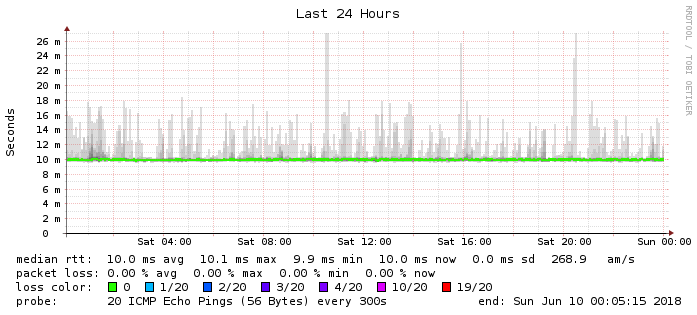 Last 24 Hours
RRDTOOL / TOBI OETIKER
Seconds
26 m
24 m
22 m
20 m
18 m
16 m
14 m
12 m
10 m
8 m
6 m
4 m
2 m
0
Sat 04:00 Sat 08:00 Sat 12:00 Sat 16:00 Sat 20:00 Sun 00:00
median rtt: 10.0 ms avg 10.1 ms max 9.9 ms min 10.0 ms now 0.0 ms sd 268.9 am/s
packet loss: 0.00 % avg 0.00 % max 0.00 % min 0.00 % now
loss color: 0 1/20 2/20 3/20 4/20 10/20 19/20
probe: 20 ICMP Echo Pings (56 Bytes) every 300s end: Sun Jun 10 00:05:15 2018